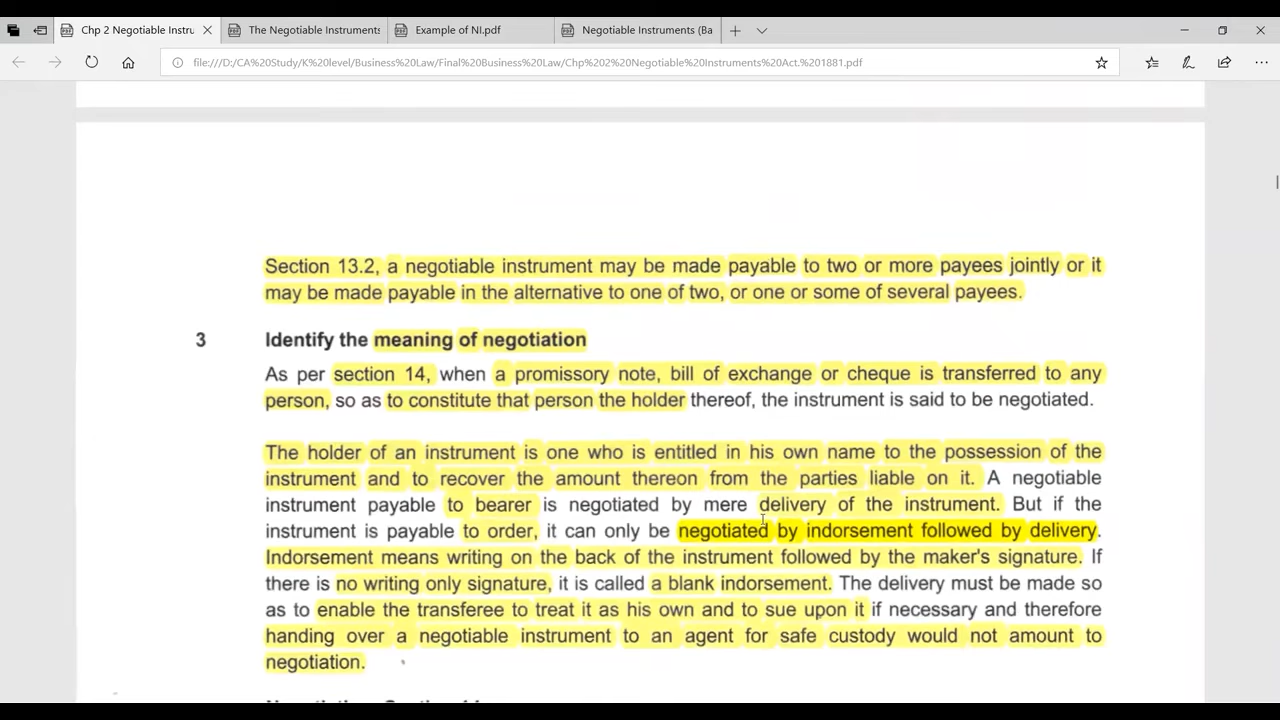 Chp 2 Negotiable Instru
The Negotiable Instruments
Example of NI.pdf
Negotiable Instruments (Ba
file:///D:/CA%20Study/K%20level/Business%20Law/Final%20Business%20Law/Chp%202%20Negotiable%20Instruments%20Act.%201881.pdf
Section 13.2, a negotiable instrument may be made payable to two or more payees jointly or it
may be made payable in the alternative to one of two, or one or some of several payees.
3 Identify the meaning of negotiation
As per section 14, when a promissory note, bill of exchange or cheque is transferred to any
person, so as to constitute that person the holder thereof, the instrument is said to be negotiated.
The holder of an instrument is one who is entitled in his own name to the possession of the
instrument and to recover the amount thereon from the parties liable on it. A negotiable
instrument payable to bearer is negotiated by mere delivery of the instrument. But if the
instrument is payable to order, it can only be negotiated by indorsement followed by delivery.
Indorsement means writing on the back of the instrument followed by the maker's signature. If
there is no writing only signature, it is called a blank indorsement. The delivery must be made so
as to enable the transferee to treat it as his own and to sue upon it if necessary and therefore
handing over a negotiable instrument to an agent for safe custody would not amount to
negotiation.